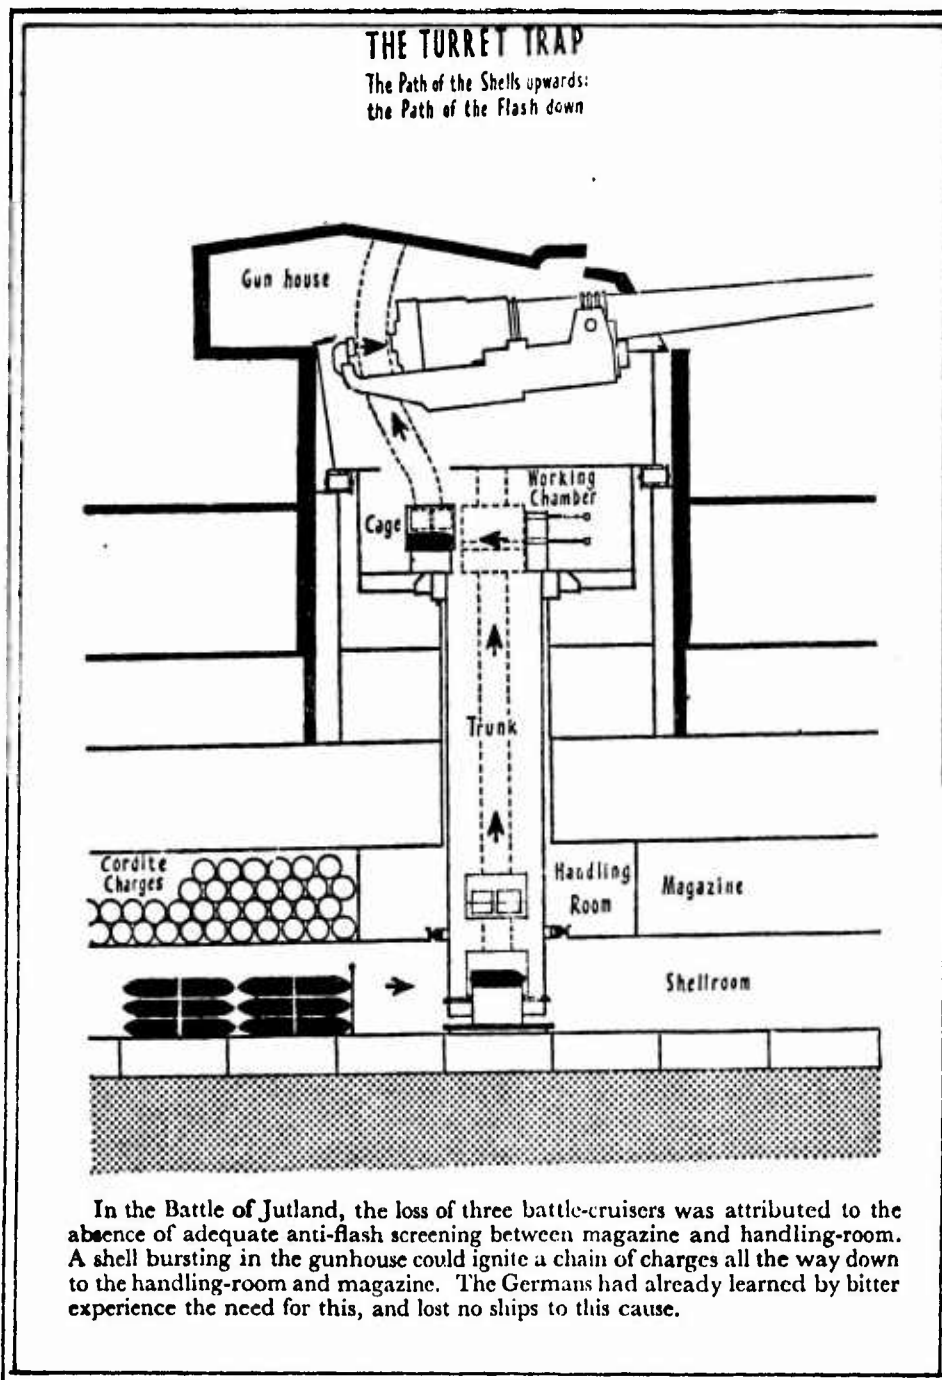 THE TURRET TRAP
The Path of the Shells upwards:
the Path of the Flash down
Gun house
Working
Chamber
Cage
Trunk
Cordite
Charges
Handling
Room
Magazine
Shellroom
In the Battle of Jutland, the loss of three battle-cruisers was attributed to the
absence of adequate anti-flash screening between magazine and handling-room.
A shell bursting in the gunhouse could ignite a chain of charges all the way down
to the handling-room and magazine. The Germans had already learned by bitter
experience the need for this, and lost no ships to this cause.